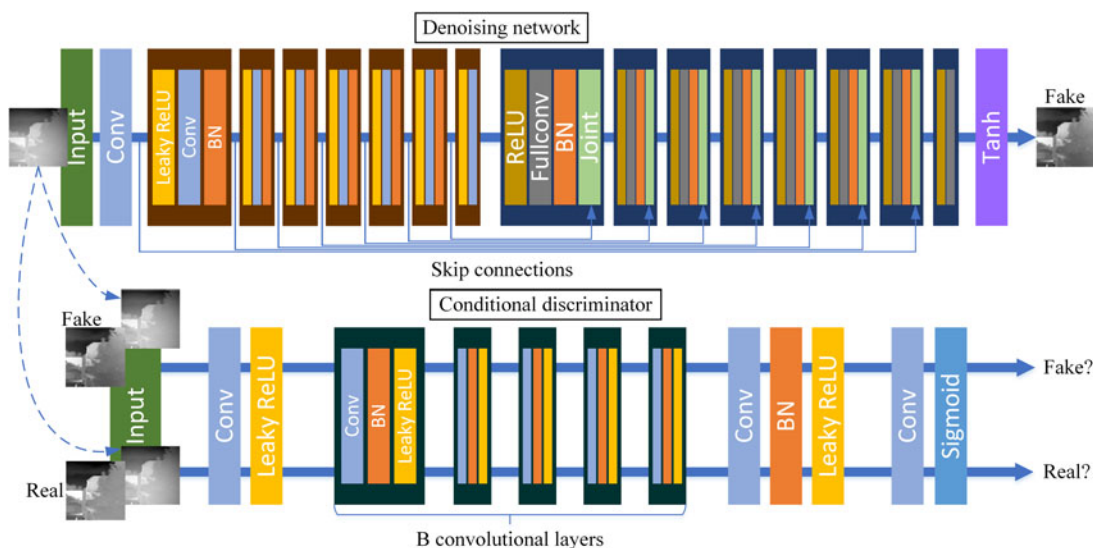 Denoising network
Input
Conv
Leaky ReLU
Conv
BN
ReLU
Fullconv
BN
Joint
Tanh
Fake
Skip connections
Conditional discriminator
Fake
Real
Input
Conv
Leaky ReLU
Conv
BN
Leaky ReLU
Conv
BN
Leaky ReLU
Conv
Sigmoid
Fake?
Real?
B convolutional layers